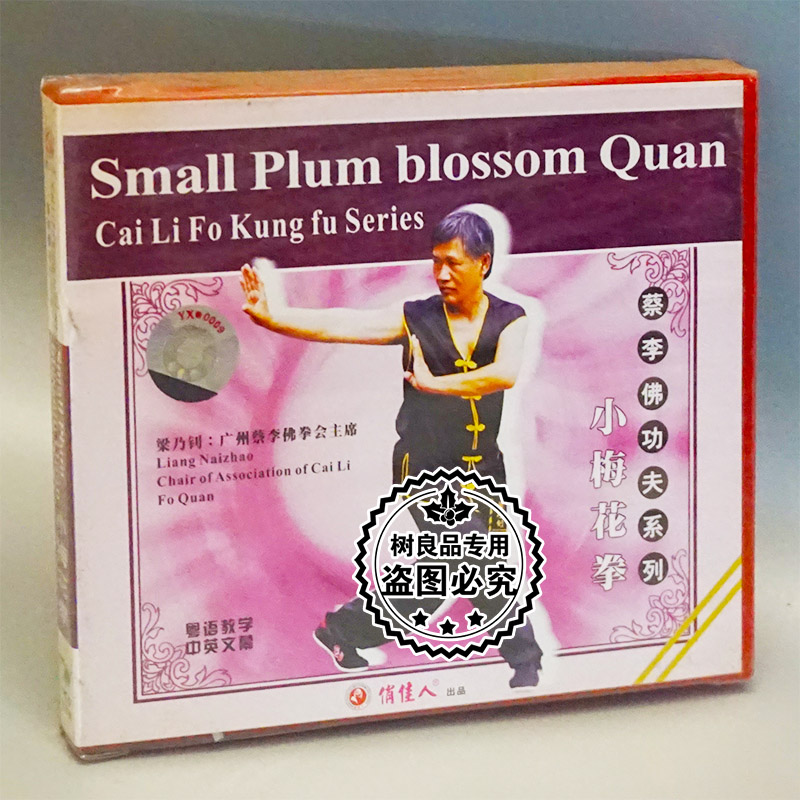 Small Plum blossom Quan
Cai Li Fo Kung fu Series
YX 0009
梁乃钊：广州蔡李佛拳会主席
Liang Naizhao
Chair of Association of Cai Li
Fo Quan
蔡李佛功夫系列
小梅花拳
树良品专用
盗图必究
粤语教学
中英文幕
俏佳人® 出品